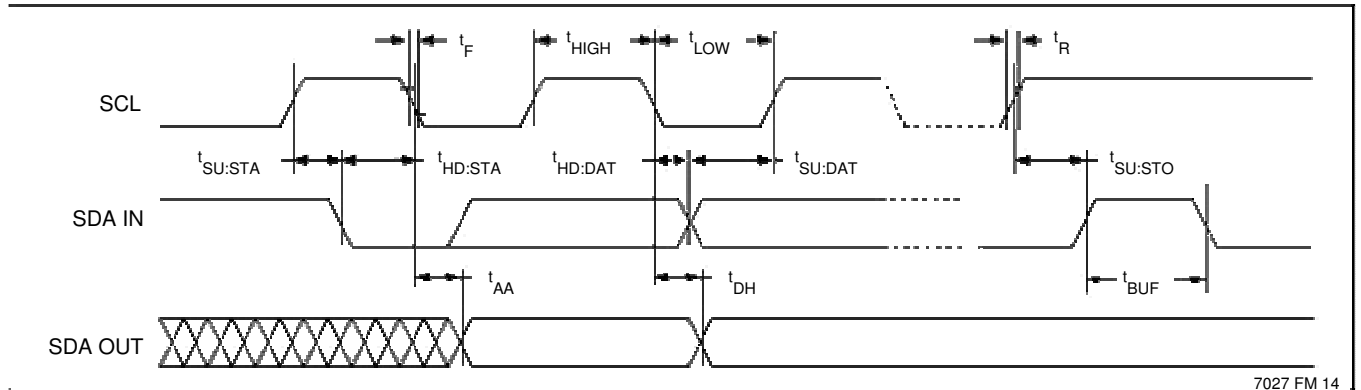 tF tHIGH tLOW tR
SCL
tSU:STA tHD:STA tHD:DAT tSU:DAT tSU:STO
SDA IN
tAA tDH tBUF
SDA OUT
7027 FM 14